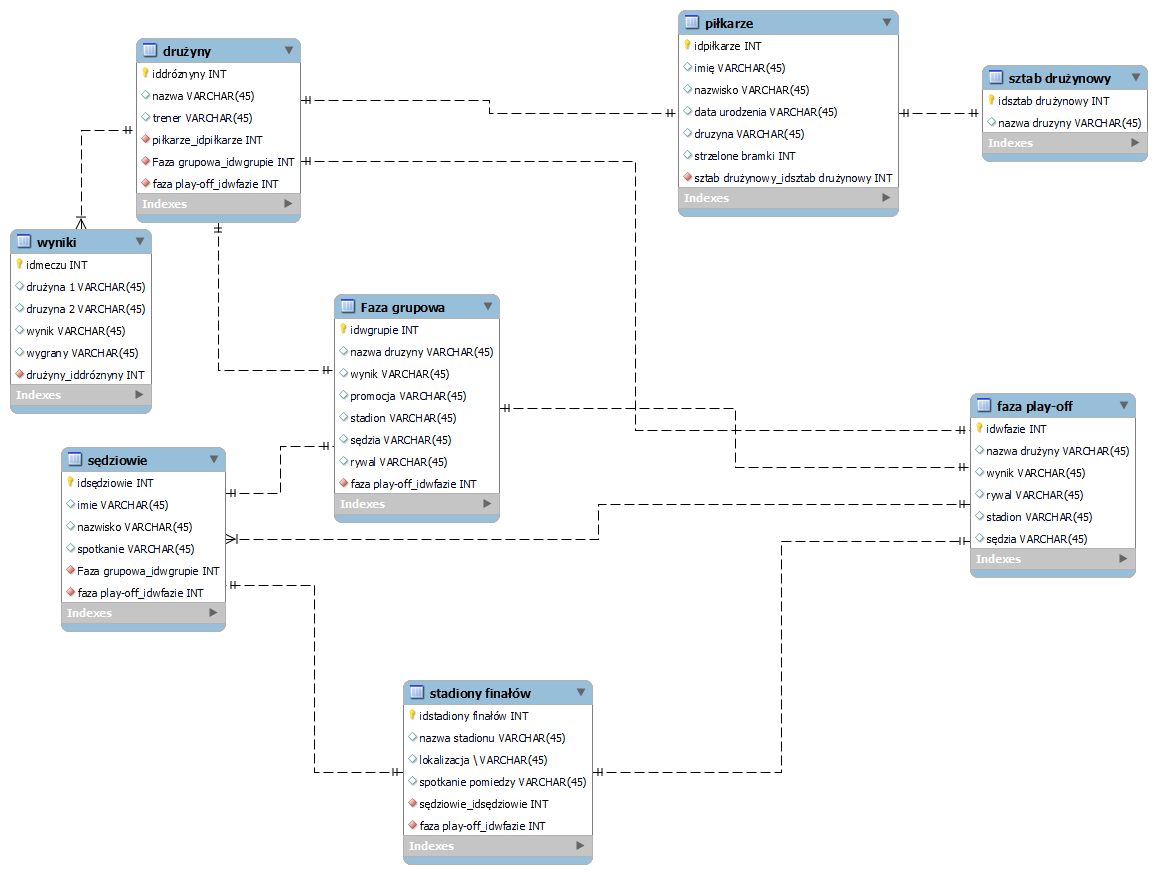 drużyny
iddróżnyny INT
nazwa VARCHAR(45)
trener VARCHAR(45)
piłkarze_idpiłkarze INT
Faza grupowa_idwgrupie INT
faza play-off_idwfazie INT
Indexes
piłkarze
idpiłkarze INT
imię VARCHAR(45)
nazwisko VARCHAR(45)
data urodzenia VARCHAR(45)
druzyna VARCHAR(45)
strzelone bramki INT
sztab drużynowy_idsztab drużynowy INT
Indexes
sztab drużynowy
idsztab drużynowy INT
nazwa druzyny VARCHAR(45)
Indexes
wyniki
idmeczu INT
drużyna 1 VARCHAR(45)
druzyna 2 VARCHAR(45)
wynik VARCHAR(45)
wygrany VARCHAR(45)
drużyny_iddróżnyny INT
Indexes
Faza grupowa
idwgrupie INT
nazwa druzyny VARCHAR(45)
wynik VARCHAR(45)
promocja VARCHAR(45)
stadion VARCHAR(45)
sędzia VARCHAR(45)
rywal VARCHAR(45)
faza play-off_idwfazie INT
Indexes
faza play-off
idwfazie INT
nazwa drużyny VARCHAR(45)
wynik VARCHAR(45)
rywal VARCHAR(45)
stadion VARCHAR(45)
sędzia VARCHAR(45)
Indexes
sędziowie
idsędziowie INT
imie VARCHAR(45)
nazwisko VARCHAR(45)
spotkanie VARCHAR(45)
Faza grupowa_idwgrupie INT
faza play-off_idwfazie INT
Indexes
stadiony finałów
idstadiony finałów INT
nazwa stadionu VARCHAR(45)
lokalizacja \ VARCHAR(45)
spotkanie pomiedzy VARCHAR(45)
sędziowie_idsędziowie INT
faza play-off_idwfazie INT
Indexes